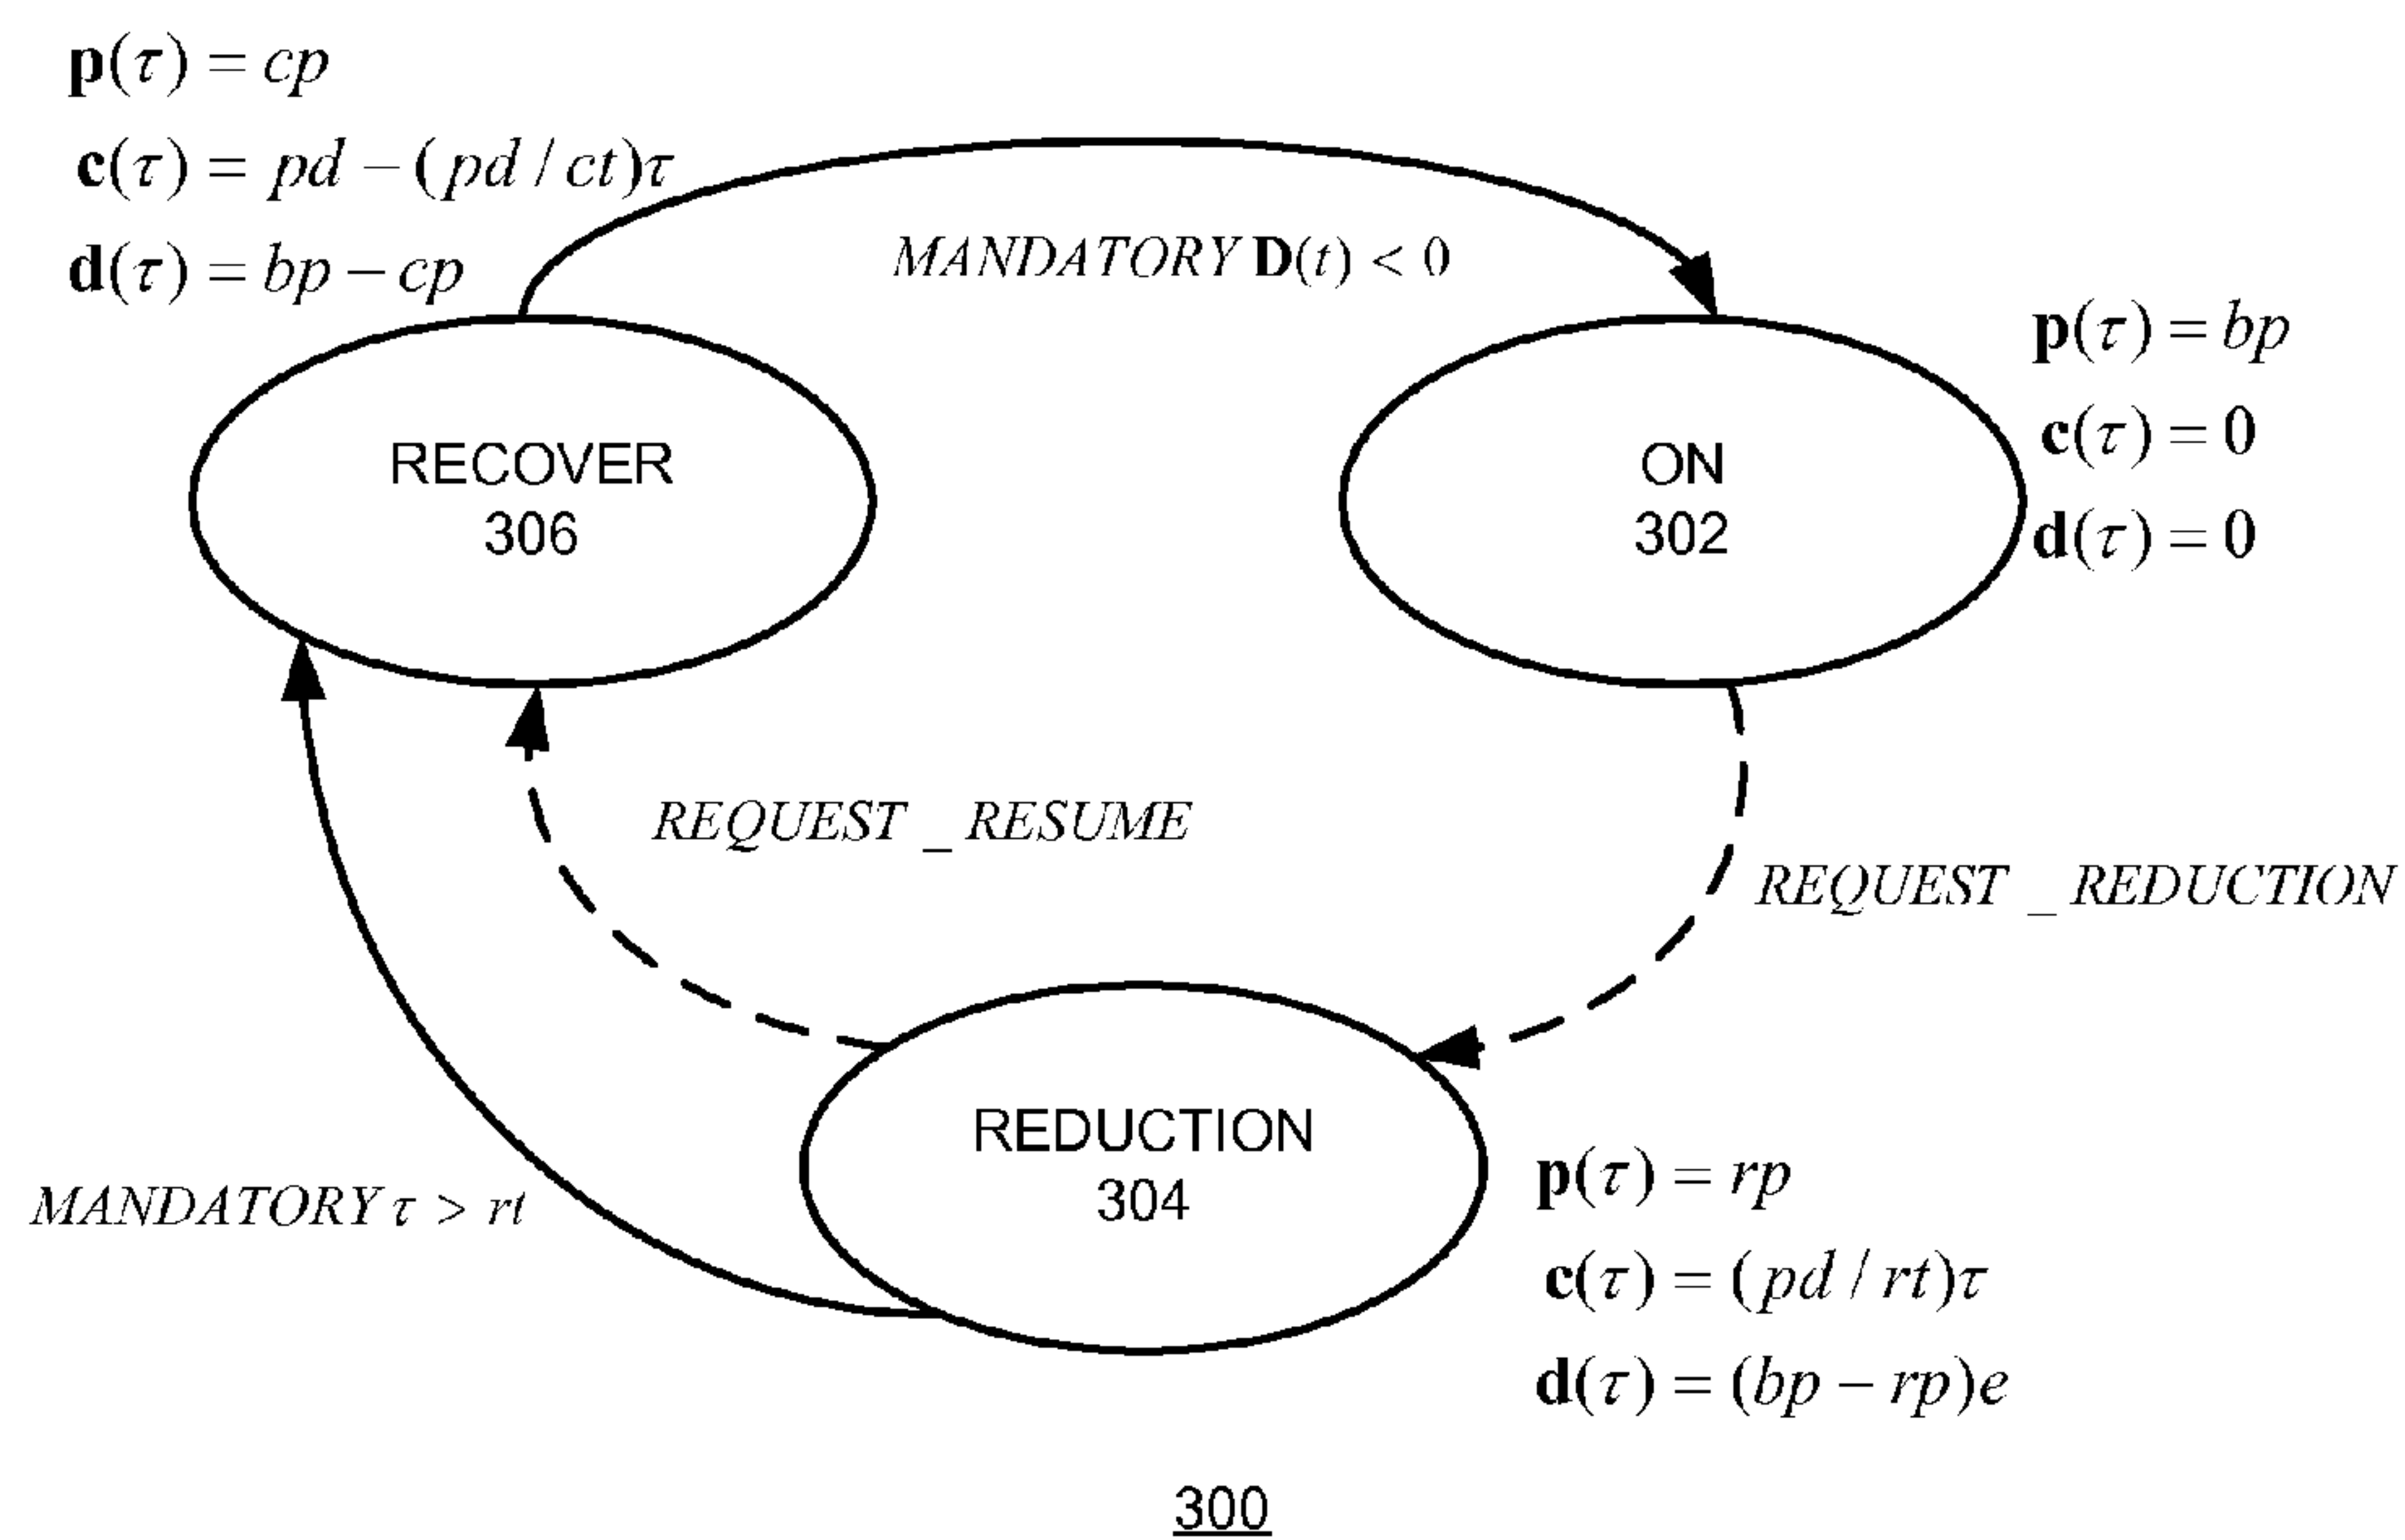 p(τ) = cp
c(τ) = pd − (pd / ct)τ
d(τ) = bp − cp
MANDATORY D(t) < 0
p(τ) = bp
c(τ) = 0
d(τ) = 0
RECOVER
306
ON
302
REQUEST _ RESUME
REQUEST _ REDUCTION
REDUCTION
304
MANDATORY τ > rt
p(τ) = rp
c(τ) = (pd / rt)τ
d(τ) = (bp − rp)e
300